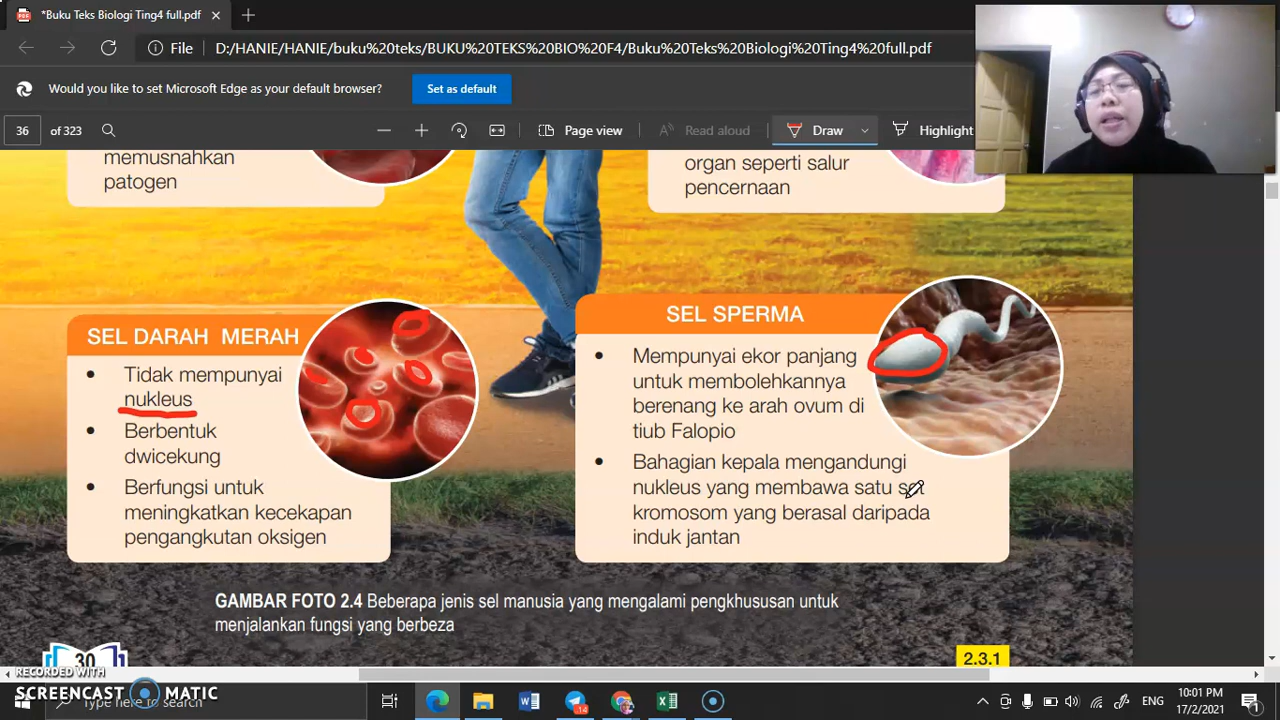 *Buku Teks Biologi Ting4 full.pdf
File
D:/HANIE/HANIE/buku%20teks/BUKU%20TEKS%20BIO%20F4/Buku%20Teks%20Biologi%20Ting4%20full.pdf
Would you like to set Microsoft Edge as your default browser?
Set as default
36 of 323
Page view
Read aloud
Draw
Highlight
memusnahkan
patogen
organ seperti salur
pencernaan
SEL DARAH MERAH
• Tidak mempunyai
nukleus
• Berbentuk
dwicekung
• Berfungsi untuk
meningkatkan kecekapan
pengangkutan oksigen
SEL SPERMA
• Mempunyai ekor panjang
untuk membolehkannya
berenang ke arah ovum di
tiub Falopio
• Bahagian kepala mengandungi
nukleus yang membawa satu set
kromosom yang berasal daripada
induk jantan
GAMBAR FOTO 2.4 Beberapa jenis sel manusia yang mengalami pengkhususan untuk
menjalankan fungsi yang berbeza
30
2.3.1
RECORDED WITH
SCREENCAST MATIC
Type here to search
14
ENG
10:01 PM
17/2/2021
1